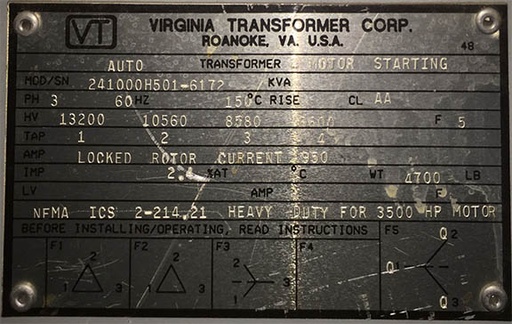 VT VIRGINIA TRANSFORMER CORP.
ROANOKE, VA. U.S.A.
48
AUTO TRANSFORMER MOTOR STARTING
MOD/SN 241000H501-6172 KVA
PH 3 60 HZ 150 °C RISE CL AA
HV 13200 10560 8580 6600 F 5
TAP 1 2 3 4
AMP LOCKED ROTOR CURRENT 950
IMP 2. %AT °C WT 4700 LB
LV AMP F
NEMA ICS 2-214.21 HEAVY DUTY FOR 3500 HP MOTOR
BEFORE INSTALLING/OPERATING, READ INSTRUCTIONS
F1 F2 F3 F4 F5
2 2 2 Q2
1 3 1 3 1 3 Q1 Q3